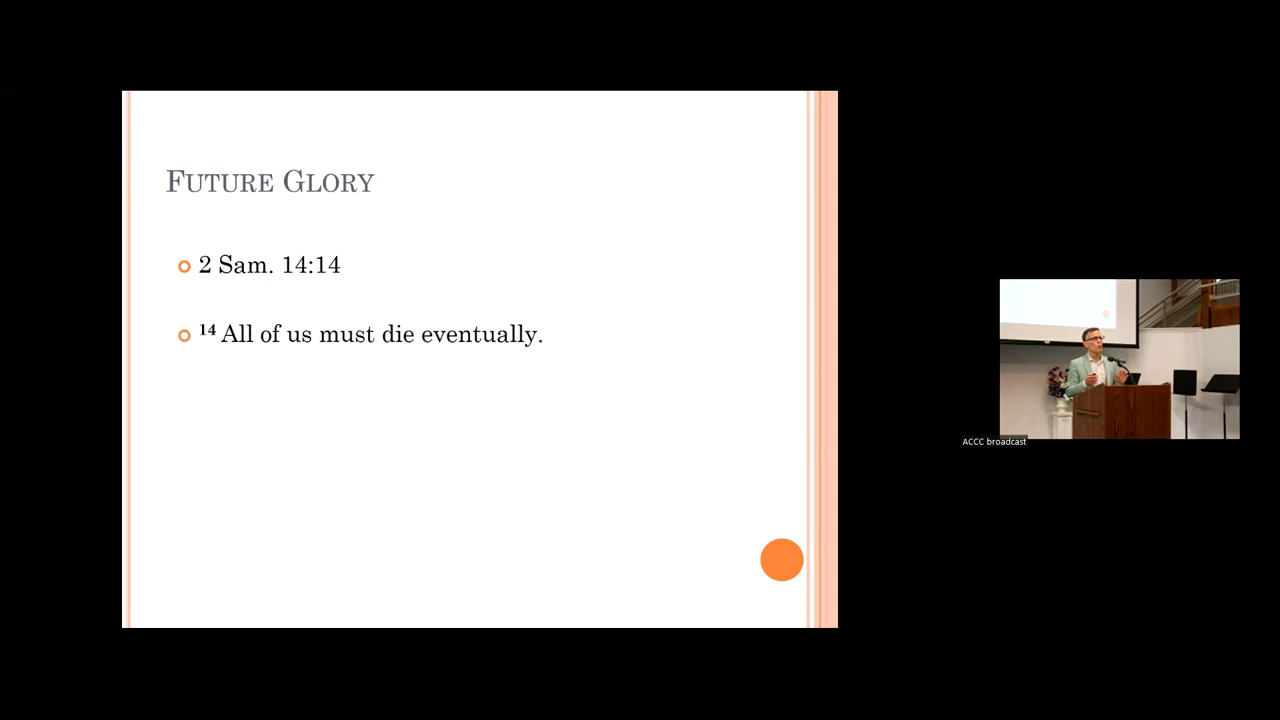 FUTURE GLORY
2 Sam. 14:14
¹⁴ All of us must die eventually.
ACCC broadcast